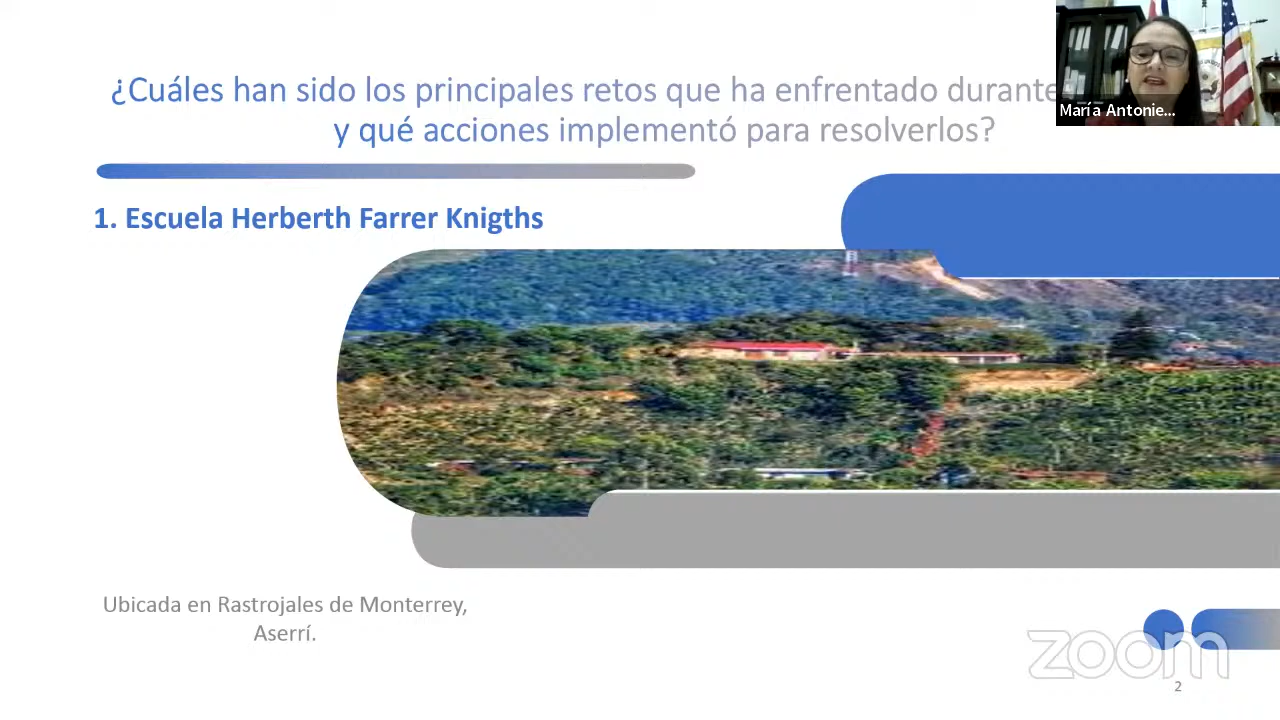 ¿Cuáles han sido los principales retos que ha enfrentado durante
y qué acciones implementó para resolverlos?
María Antonie...
1. Escuela Herberth Farrer Knigths
Ubicada en Rastrojales de Monterrey,
Aserrí.
zoom
2